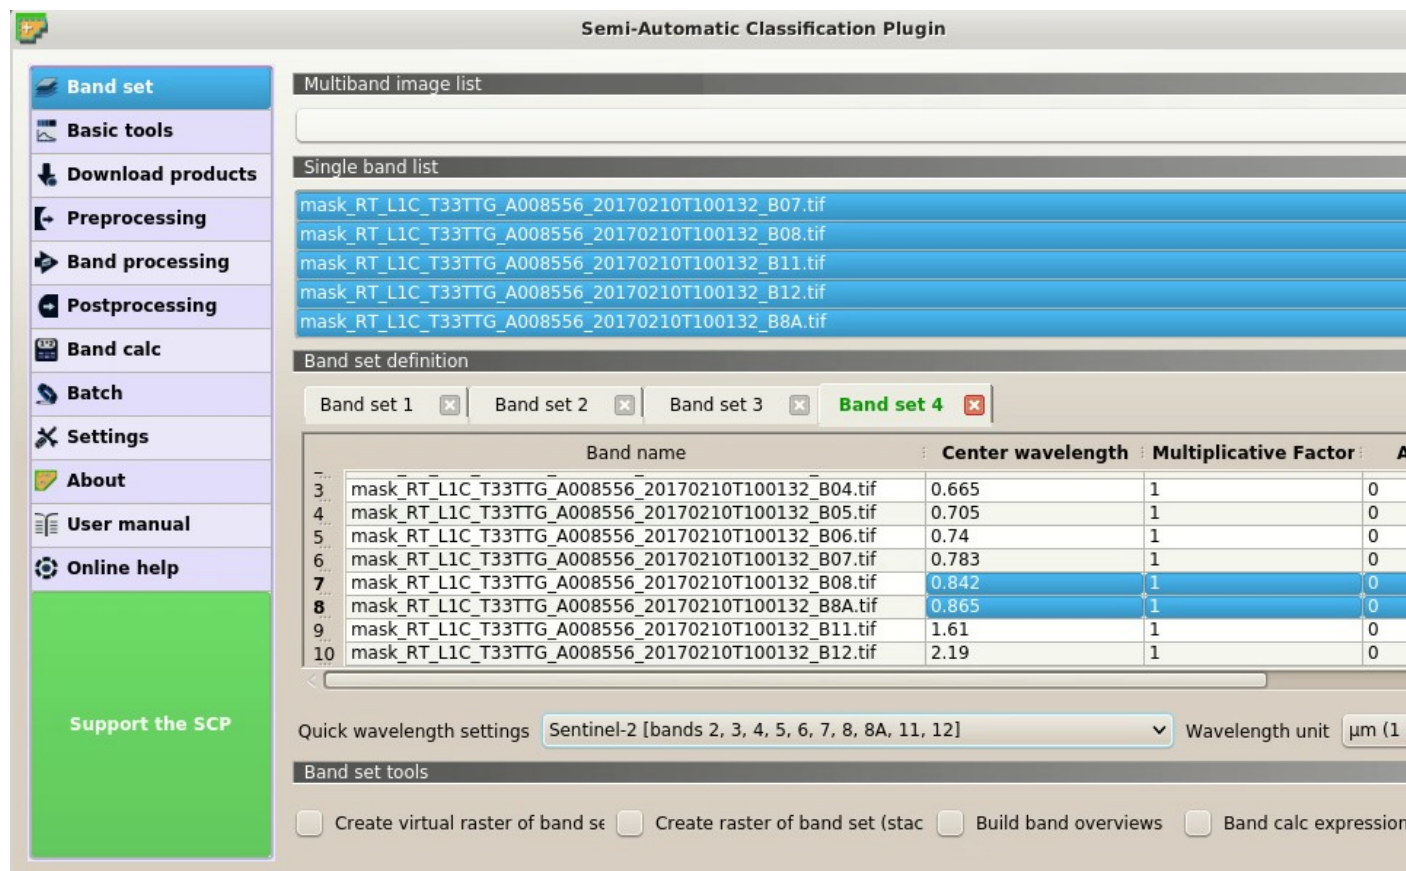 Semi-Automatic Classification Plugin
Band set
Basic tools
Download products
Preprocessing
Band processing
Postprocessing
Band calc
Batch
Settings
About
User manual
Online help
Support the SCP
Multiband image list
Single band list
mask_RT_L1C_T33TTG_A008556_20170210T100132_B07.tif
mask_RT_L1C_T33TTG_A008556_20170210T100132_B08.tif
mask_RT_L1C_T33TTG_A008556_20170210T100132_B11.tif
mask_RT_L1C_T33TTG_A008556_20170210T100132_B12.tif
mask_RT_L1C_T33TTG_A008556_20170210T100132_B8A.tif
Band set definition
Band set 1 Band set 2 Band set 3 Band set 4
Band name Center wavelength Multiplicative Factor A
3 mask_RT_L1C_T33TTG_A008556_20170210T100132_B04.tif 0.665 1 0
4 mask_RT_L1C_T33TTG_A008556_20170210T100132_B05.tif 0.705 1 0
5 mask_RT_L1C_T33TTG_A008556_20170210T100132_B06.tif 0.74 1 0
6 mask_RT_L1C_T33TTG_A008556_20170210T100132_B07.tif 0.783 1 0
7 mask_RT_L1C_T33TTG_A008556_20170210T100132_B08.tif 0.842 1 0
8 mask_RT_L1C_T33TTG_A008556_20170210T100132_B8A.tif 0.865 1 0
9 mask_RT_L1C_T33TTG_A008556_20170210T100132_B11.tif 1.61 1 0
10 mask_RT_L1C_T33TTG_A008556_20170210T100132_B12.tif 2.19 1 0
Quick wavelength settings Sentinel-2 [bands 2, 3, 4, 5, 6, 7, 8, 8A, 11, 12] Wavelength unit µm (1
Band set tools
Create virtual raster of band se Create raster of band set (stac Build band overviews Band calc expression